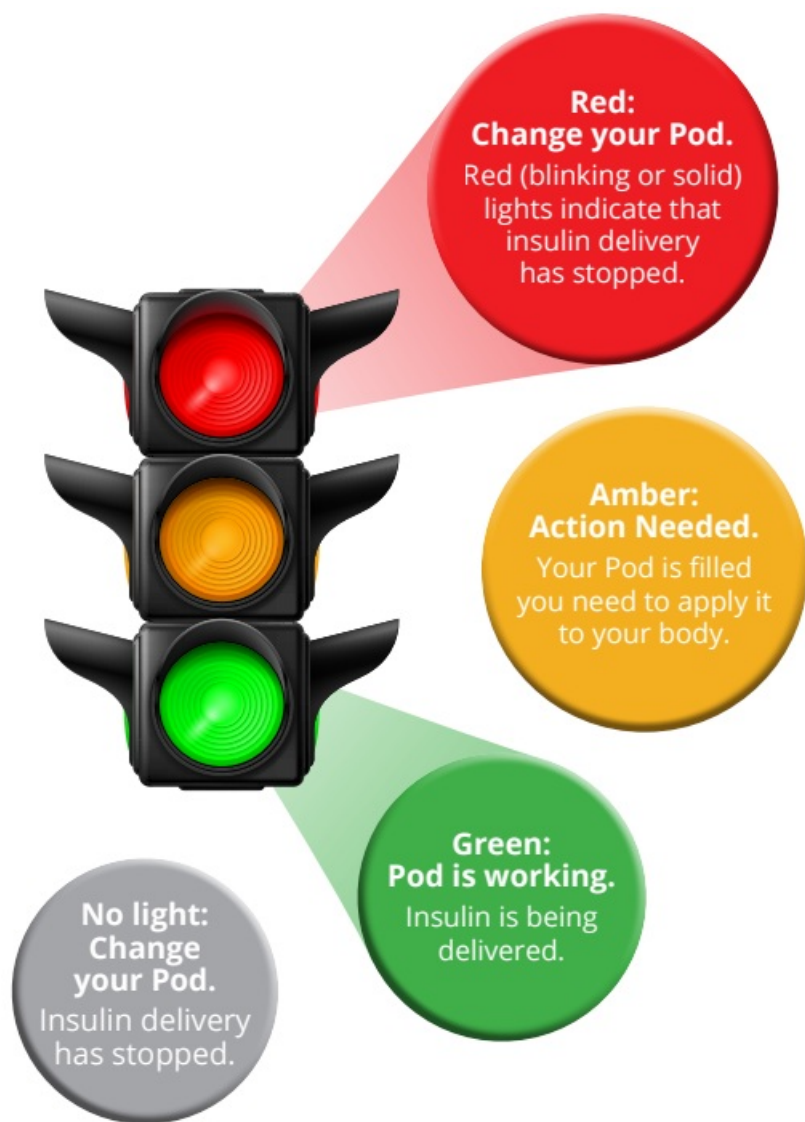 Red:
Change your Pod.
Red (blinking or solid)
lights indicate that
insulin delivery
has stopped.
Amber:
Action Needed.
Your Pod is filled
you need to apply it
to your body.
Green:
Pod is working.
Insulin is being
delivered.
No light:
Change
your Pod.
Insulin delivery
has stopped.